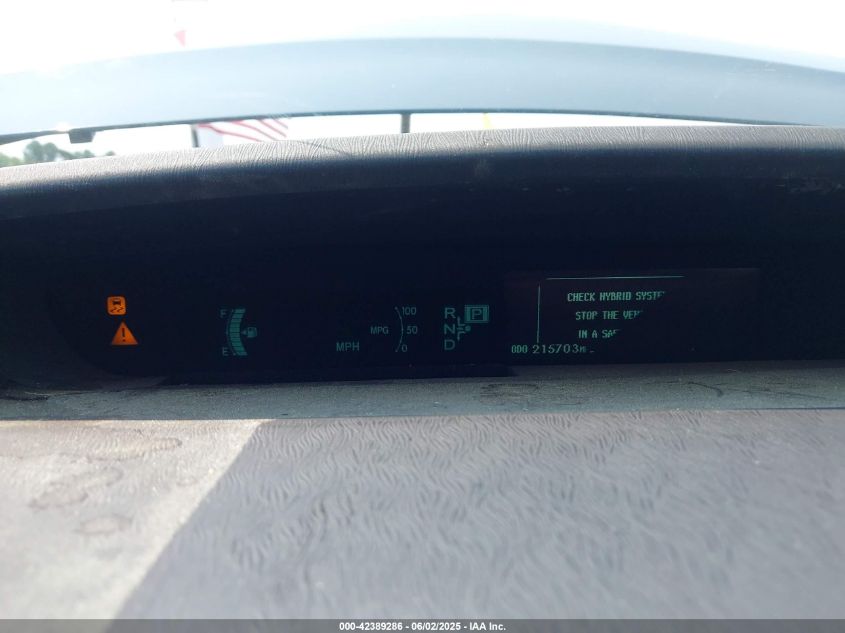 F
E
MPH
MPG
100
50
0
R
N
D
P
CHECK HYBRID SYSTE
STOP THE VEH
IN A SAF
ODO 215703 MI
000-42389286 - 06/02/2025 - IAA Inc.